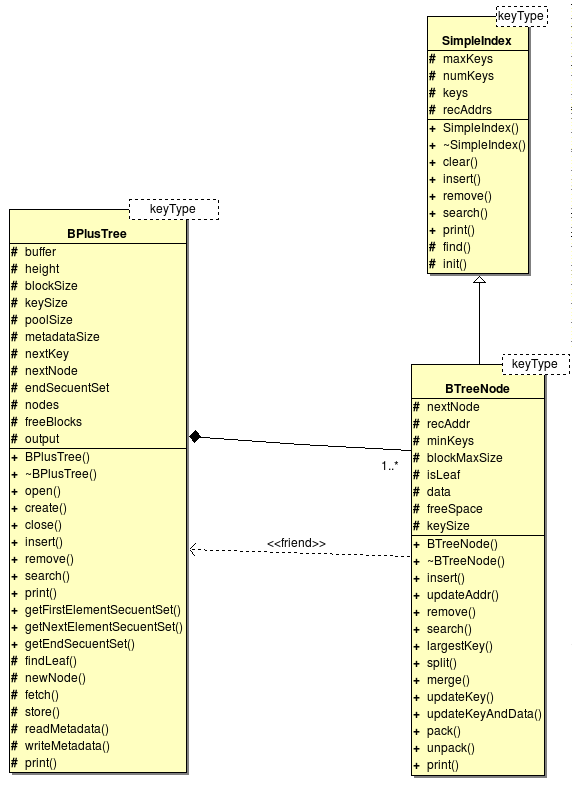 keyType
SimpleIndex
# maxKeys
# numKeys
# keys
# recAddrs
+ SimpleIndex()
+ ~SimpleIndex()
+ clear()
+ insert()
+ remove()
+ search()
+ print()
# find()
# init()
keyType
BPlusTree
# buffer
# height
# blockSize
# keySize
# poolSize
# metadataSize
# nextKey
# nextNode
# endSecuentSet
# nodes
# freeBlocks
# output
+ BPlusTree()
+ ~BPlusTree()
+ open()
+ create()
+ close()
+ insert()
+ remove()
+ search()
+ print()
+ getFirstElementSecuentSet()
+ getNextElementSecuentSet()
+ getEndSecuentSet()
# findLeaf()
# newNode()
# fetch()
# store()
# readMetadata()
# writeMetadata()
# print()
1..*
<<friend>>
keyType
BTreeNode
# nextNode
# recAddr
# minKeys
# blockMaxSize
# isLeaf
# data
# freeSpace
# keySize
+ BTreeNode()
+ ~BTreeNode()
+ insert()
+ updateAddr()
+ remove()
+ search()
+ largestKey()
+ split()
+ merge()
+ updateKey()
+ updateKeyAndData()
+ pack()
+ unpack()
+ print()